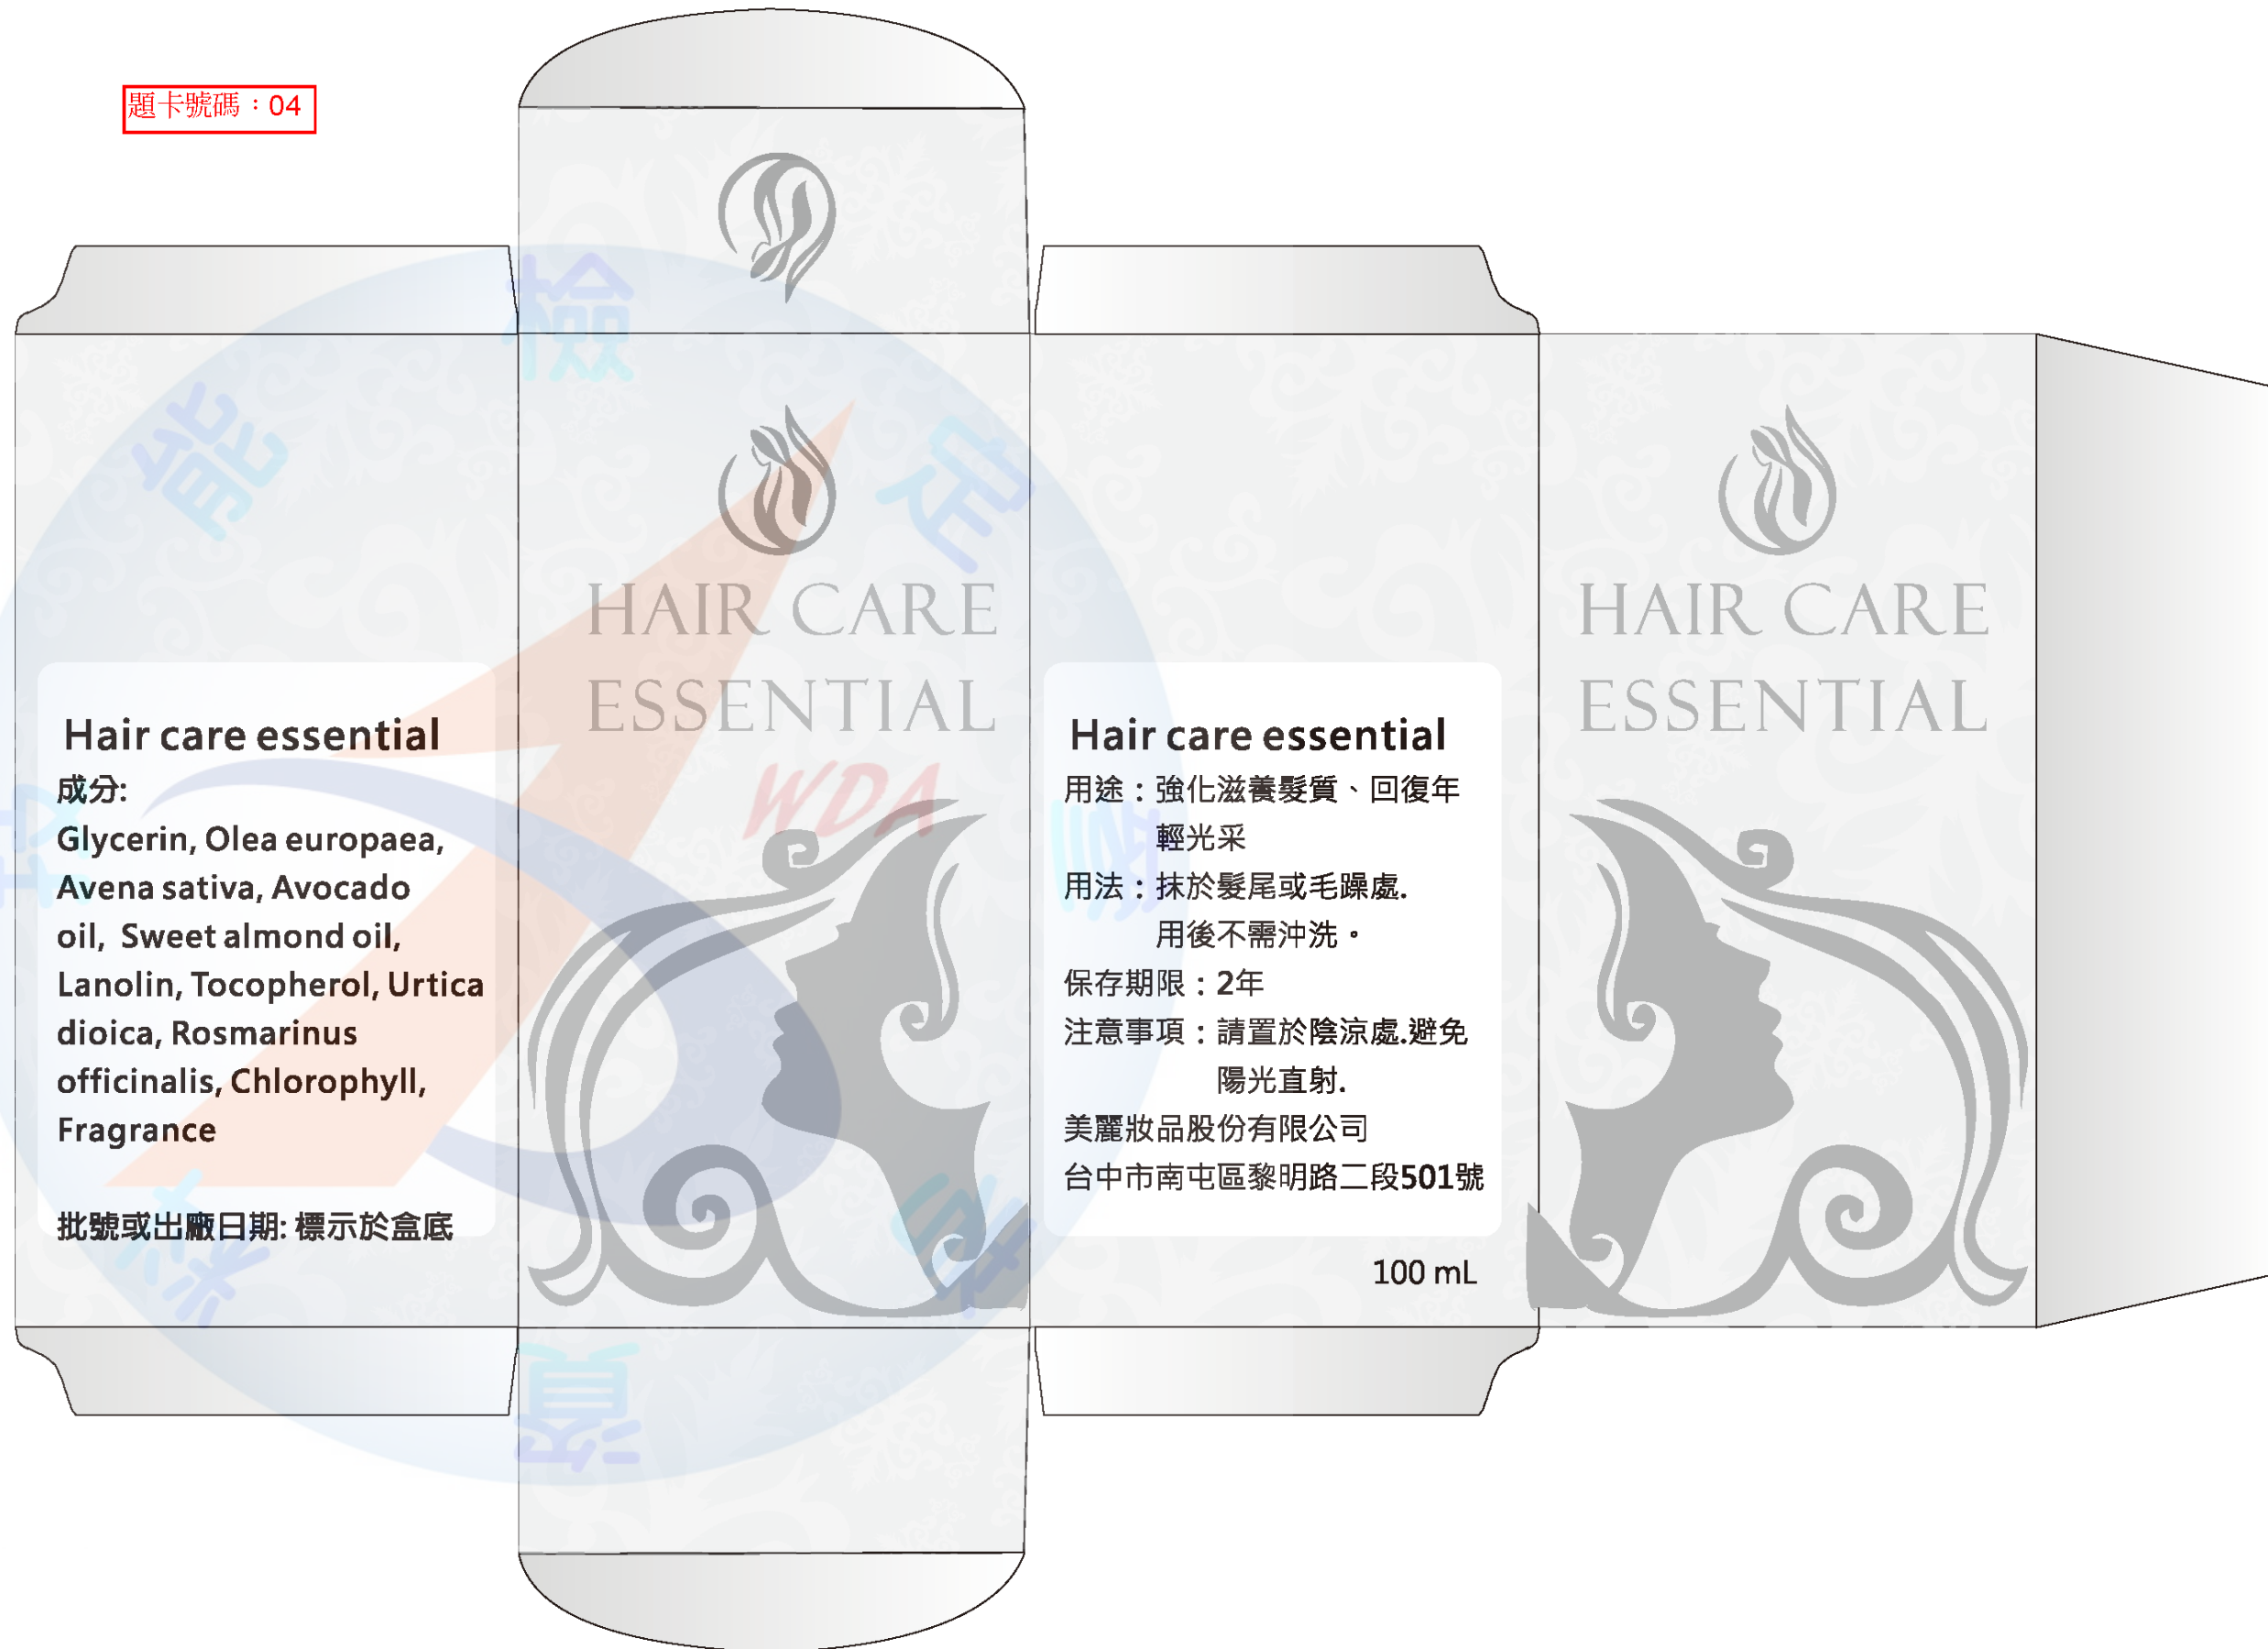 題卡號碼：04
Hair care essential
成分:
Glycerin, Olea europaea,
Avena sativa, Avocado
oil, Sweet almond oil,
Lanolin, Tocopherol, Urtica
dioica, Rosmarinus
officinalis, Chlorophyll,
Fragrance
批號或出廠日期: 標示於盒底
HAIR CARE
ESSENTIAL
WDA
Hair care essential
用途：強化滋養髮質、回復年
輕光采
用法：抹於髮尾或毛躁處.
用後不需沖洗。
保存期限：2年
注意事項：請置於陰涼處.避免
陽光直射.
美麗妝品股份有限公司
台中市南屯區黎明路二段501號
100 mL
HAIR CARE
ESSENTIAL
能
檢
定